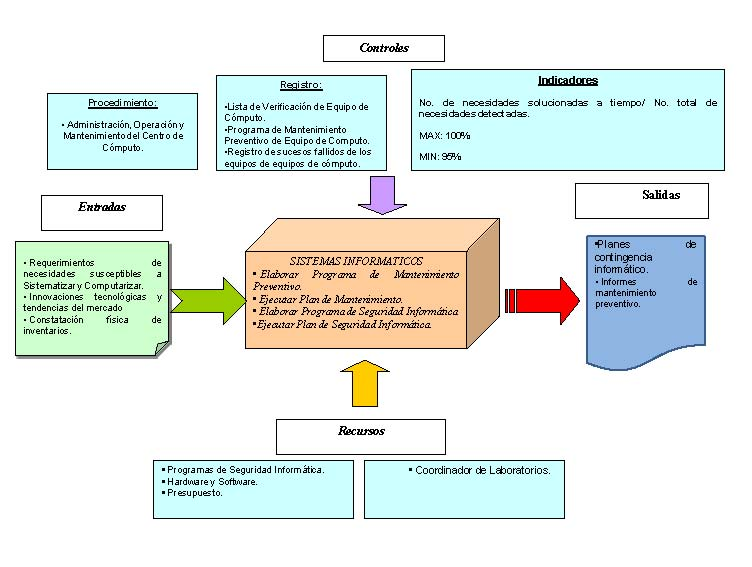 Controles
Procedimiento:
• Administración, Operación y
Mantenimiento del Centro de
Cómputo.
Registro:
•Lista de Verificación de Equipo de
Cómputo.
•Programa de Mantenimiento
Preventivo de Equipo de Computo.
•Registro de sucesos fallidos de los
equipos de equipos de cómputo.
Indicadores
No. de necesidades solucionadas a tiempo/ No. total de
necesidades detectadas.
MAX: 100%
MIN: 95%
Entradas
• Requerimientos de
necesidades susceptibles a
Sistematizar y Computarizar.
• Innovaciones tecnológicas y
tendencias del mercado
• Constatación física de
inventarios.
SISTEMAS INFORMATICOS
▪ Elaborar Programa de Mantenimiento
Preventivo.
▪ Ejecutar Plan de Mantenimiento.
▪ Elaborar Programa de Seguridad Informática
▪Ejecutar Plan de Seguridad Informática.
Salidas
▪Planes de
contingencia
informático.
▪ Informes de
mantenimiento
preventivo.
Recursos
▪ Programas de Seguridad Informática.
▪ Hardware y Software.
▪ Presupuesto.
▪ Coordinador de Laboratorios.